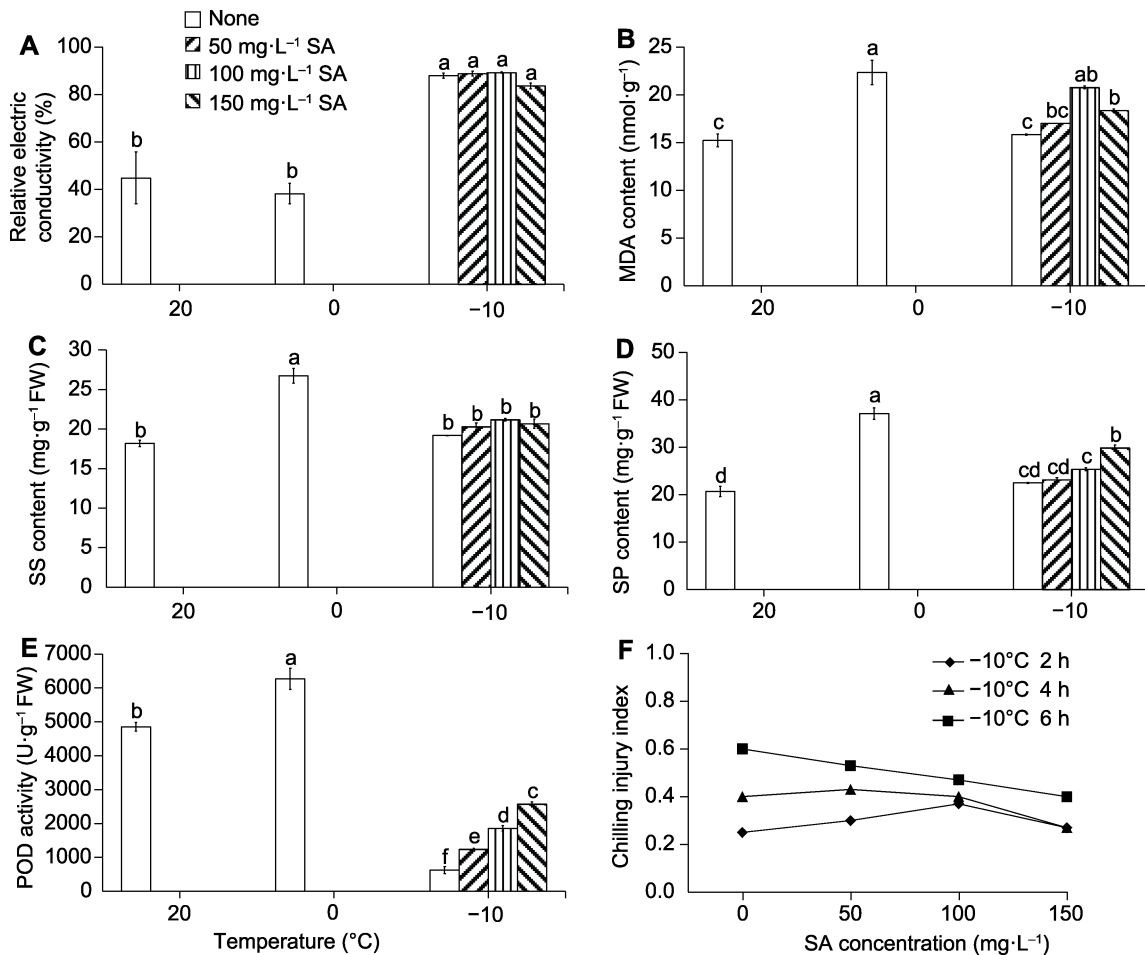 None
50 mg·L⁻¹ SA
100 mg·L⁻¹ SA
150 mg·L⁻¹ SA
A
Relative electric
conductivity (%)
100
80
60
40
20
0
b
b
a
a
a
a
20
0
−10
B
MDA content (nmol·g⁻¹)
25
20
15
10
5
0
c
a
c
bc
ab
b
20
0
−10
C
SS content (mg·g⁻¹ FW)
30
25
20
15
10
5
0
b
a
b
b
b
b
20
0
−10
D
SP content (mg·g⁻¹ FW)
50
40
30
20
10
0
d
a
cd
cd
c
b
20
0
−10
E
POD activity (U·g⁻¹ FW)
7000
6000
5000
4000
3000
2000
1000
0
b
a
f
e
d
c
20
0
−10
Temperature (°C)
F
Chilling injury index
1.0
0.8
0.6
0.4
0.2
0.0
−10°C 2 h
−10°C 4 h
−10°C 6 h
0
50
100
150
SA concentration (mg·L⁻¹)